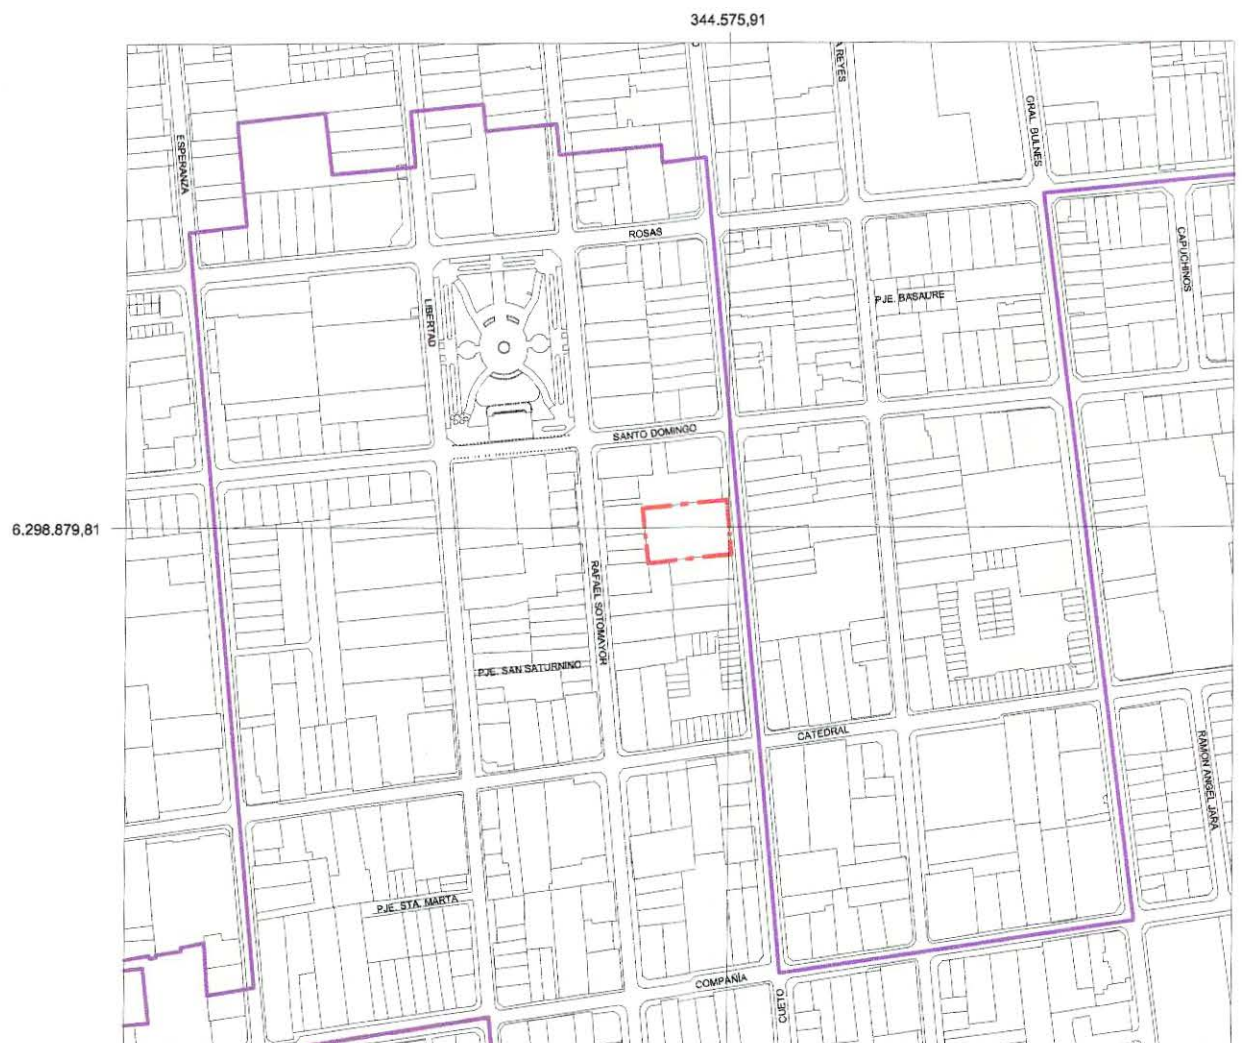 344.575,91
A REYES
GRAL. BULNES
ESPERANZA
ROSAS
CAPUCHINOS
PJE. BASAURE
LIBERTAD
SANTO DOMINGO
6.298.879,81
RAFAEL SOTOMAYOR
PJE. SAN SATURNINO
CATEDRAL
RAMON ANGEL JARA
PJE. STA. MARTA
COMPAÑIA
CUETO